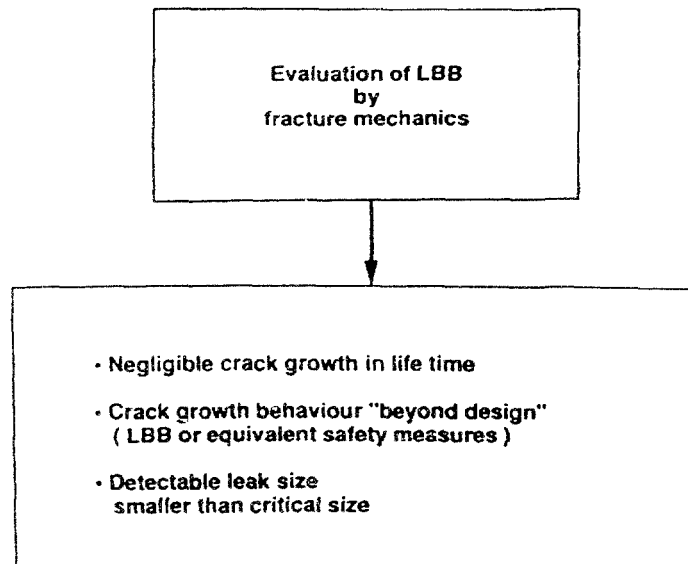 Evaluation of LBB
by
fracture mechanics
• Negligible crack growth in life time
• Crack growth behaviour "beyond design"
( LBB or equivalent safety measures )
• Detectable leak size
smaller than critical size